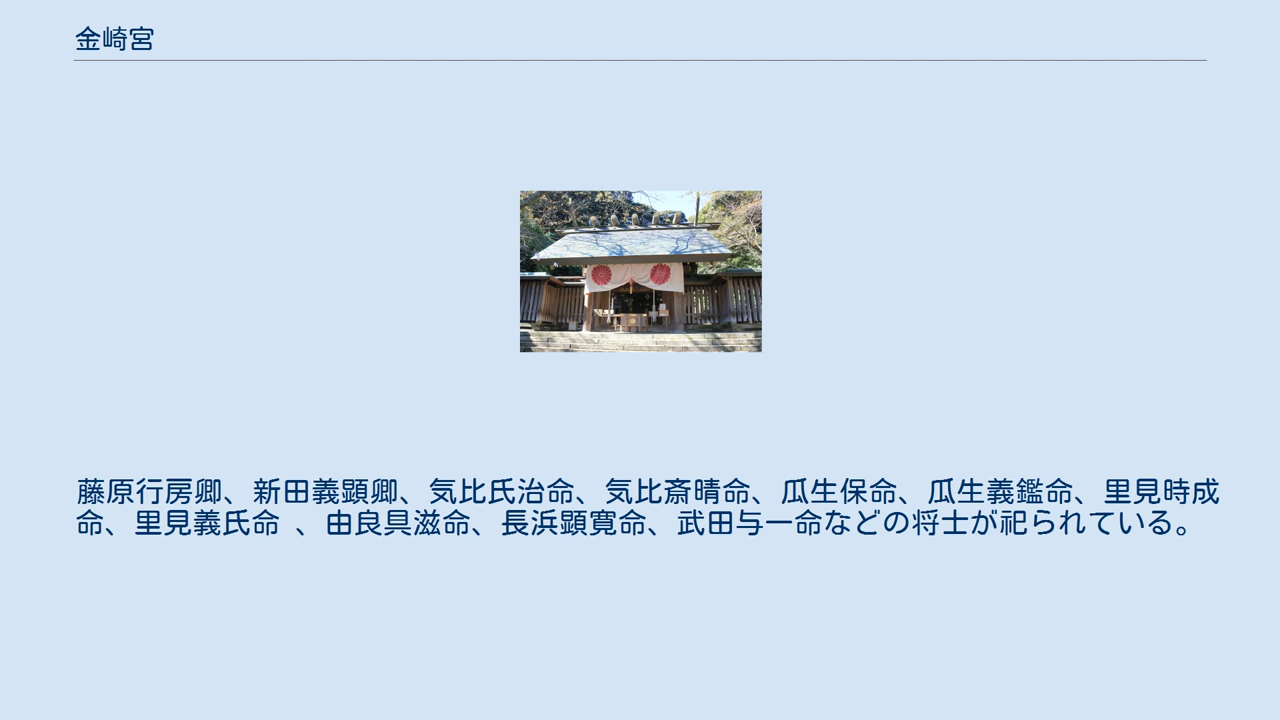 金崎宮
藤原行房卿、新田義顕卿、気比氏治命、気比斎晴命、瓜生保命、瓜生義鑑命、里見時成
命、里見義氏命 、由良具滋命、長浜顕寛命、武田与一命などの将士が祀られている。